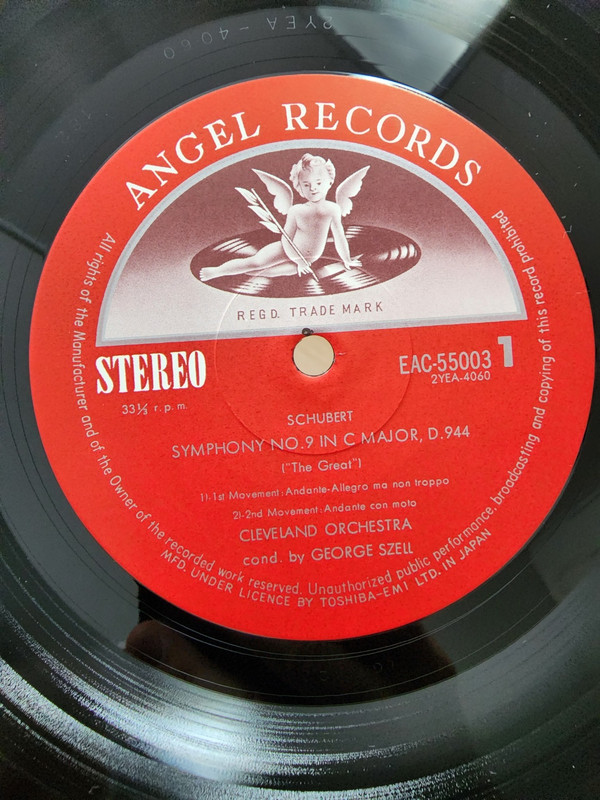 2YEA-4060
ANGEL RECORDS
REGD. TRADE MARK
STEREO
33⅓ r.p.m.
EAC-55003 1
2YEA-4060
SCHUBERT
SYMPHONY NO.9 IN C MAJOR, D.944
("The Great")
1)-1st Movement: Andante-Allegro ma non troppo
2)-2nd Movement: Andante con moto
CLEVELAND ORCHESTRA
cond. by GEORGE SZELL
All rights of the Manufacturer and of the Owner of the recorded work reserved. Unauthorized public performance, broadcasting and copying of this record prohibited
MFD. UNDER LICENCE BY TOSHIBA-EMI LTD. IN JAPAN